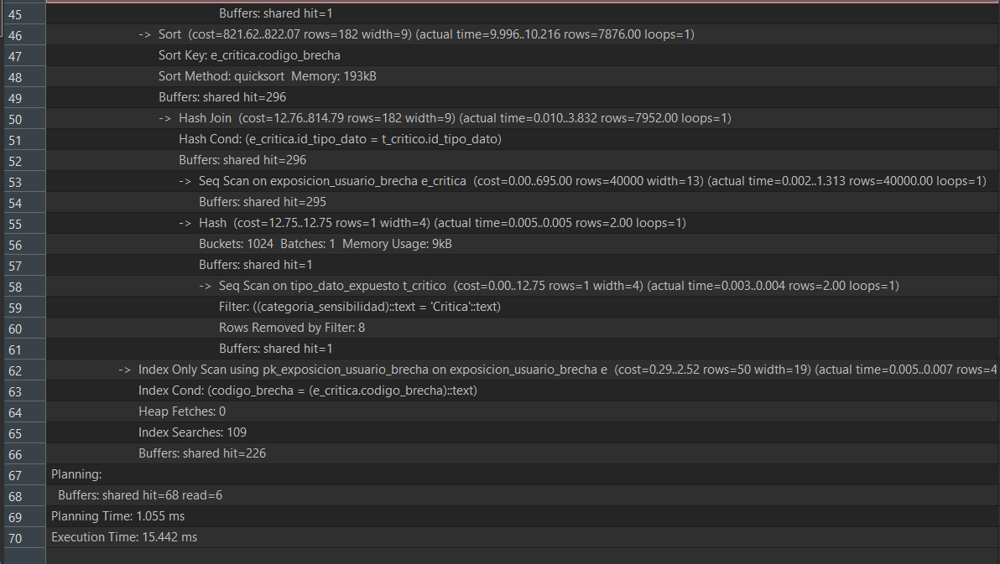 45 Buffers: shared hit=1
46 -> Sort (cost=821.62..822.07 rows=182 width=9) (actual time=9.996..10.216 rows=7876.00 loops=1)
47 Sort Key: e_critica.codigo_brecha
48 Sort Method: quicksort Memory: 193kB
49 Buffers: shared hit=296
50 -> Hash Join (cost=12.76..814.79 rows=182 width=9) (actual time=0.010..3.832 rows=7952.00 loops=1)
51 Hash Cond: (e_critica.id_tipo_dato = t_critico.id_tipo_dato)
52 Buffers: shared hit=296
53 -> Seq Scan on exposicion_usuario_brecha e_critica (cost=0.00..695.00 rows=40000 width=13) (actual time=0.002..1.313 rows=40000.00 loops=1)
54 Buffers: shared hit=295
55 -> Hash (cost=12.75..12.75 rows=1 width=4) (actual time=0.005..0.005 rows=2.00 loops=1)
56 Buckets: 1024 Batches: 1 Memory Usage: 9kB
57 Buffers: shared hit=1
58 -> Seq Scan on tipo_dato_expuesto t_critico (cost=0.00..12.75 rows=1 width=4) (actual time=0.003..0.004 rows=2.00 loops=1)
59 Filter: ((categoria_sensibilidad)::text = 'Critica'::text)
60 Rows Removed by Filter: 8
61 Buffers: shared hit=1
62 -> Index Only Scan using pk_exposicion_usuario_brecha on exposicion_usuario_brecha e (cost=0.29..2.52 rows=50 width=19) (actual time=0.005..0.007 rows=4
63 Index Cond: (codigo_brecha = (e_critica.codigo_brecha)::text)
64 Heap Fetches: 0
65 Index Searches: 109
66 Buffers: shared hit=226
67 Planning:
68 Buffers: shared hit=68 read=6
69 Planning Time: 1.055 ms
70 Execution Time: 15.442 ms